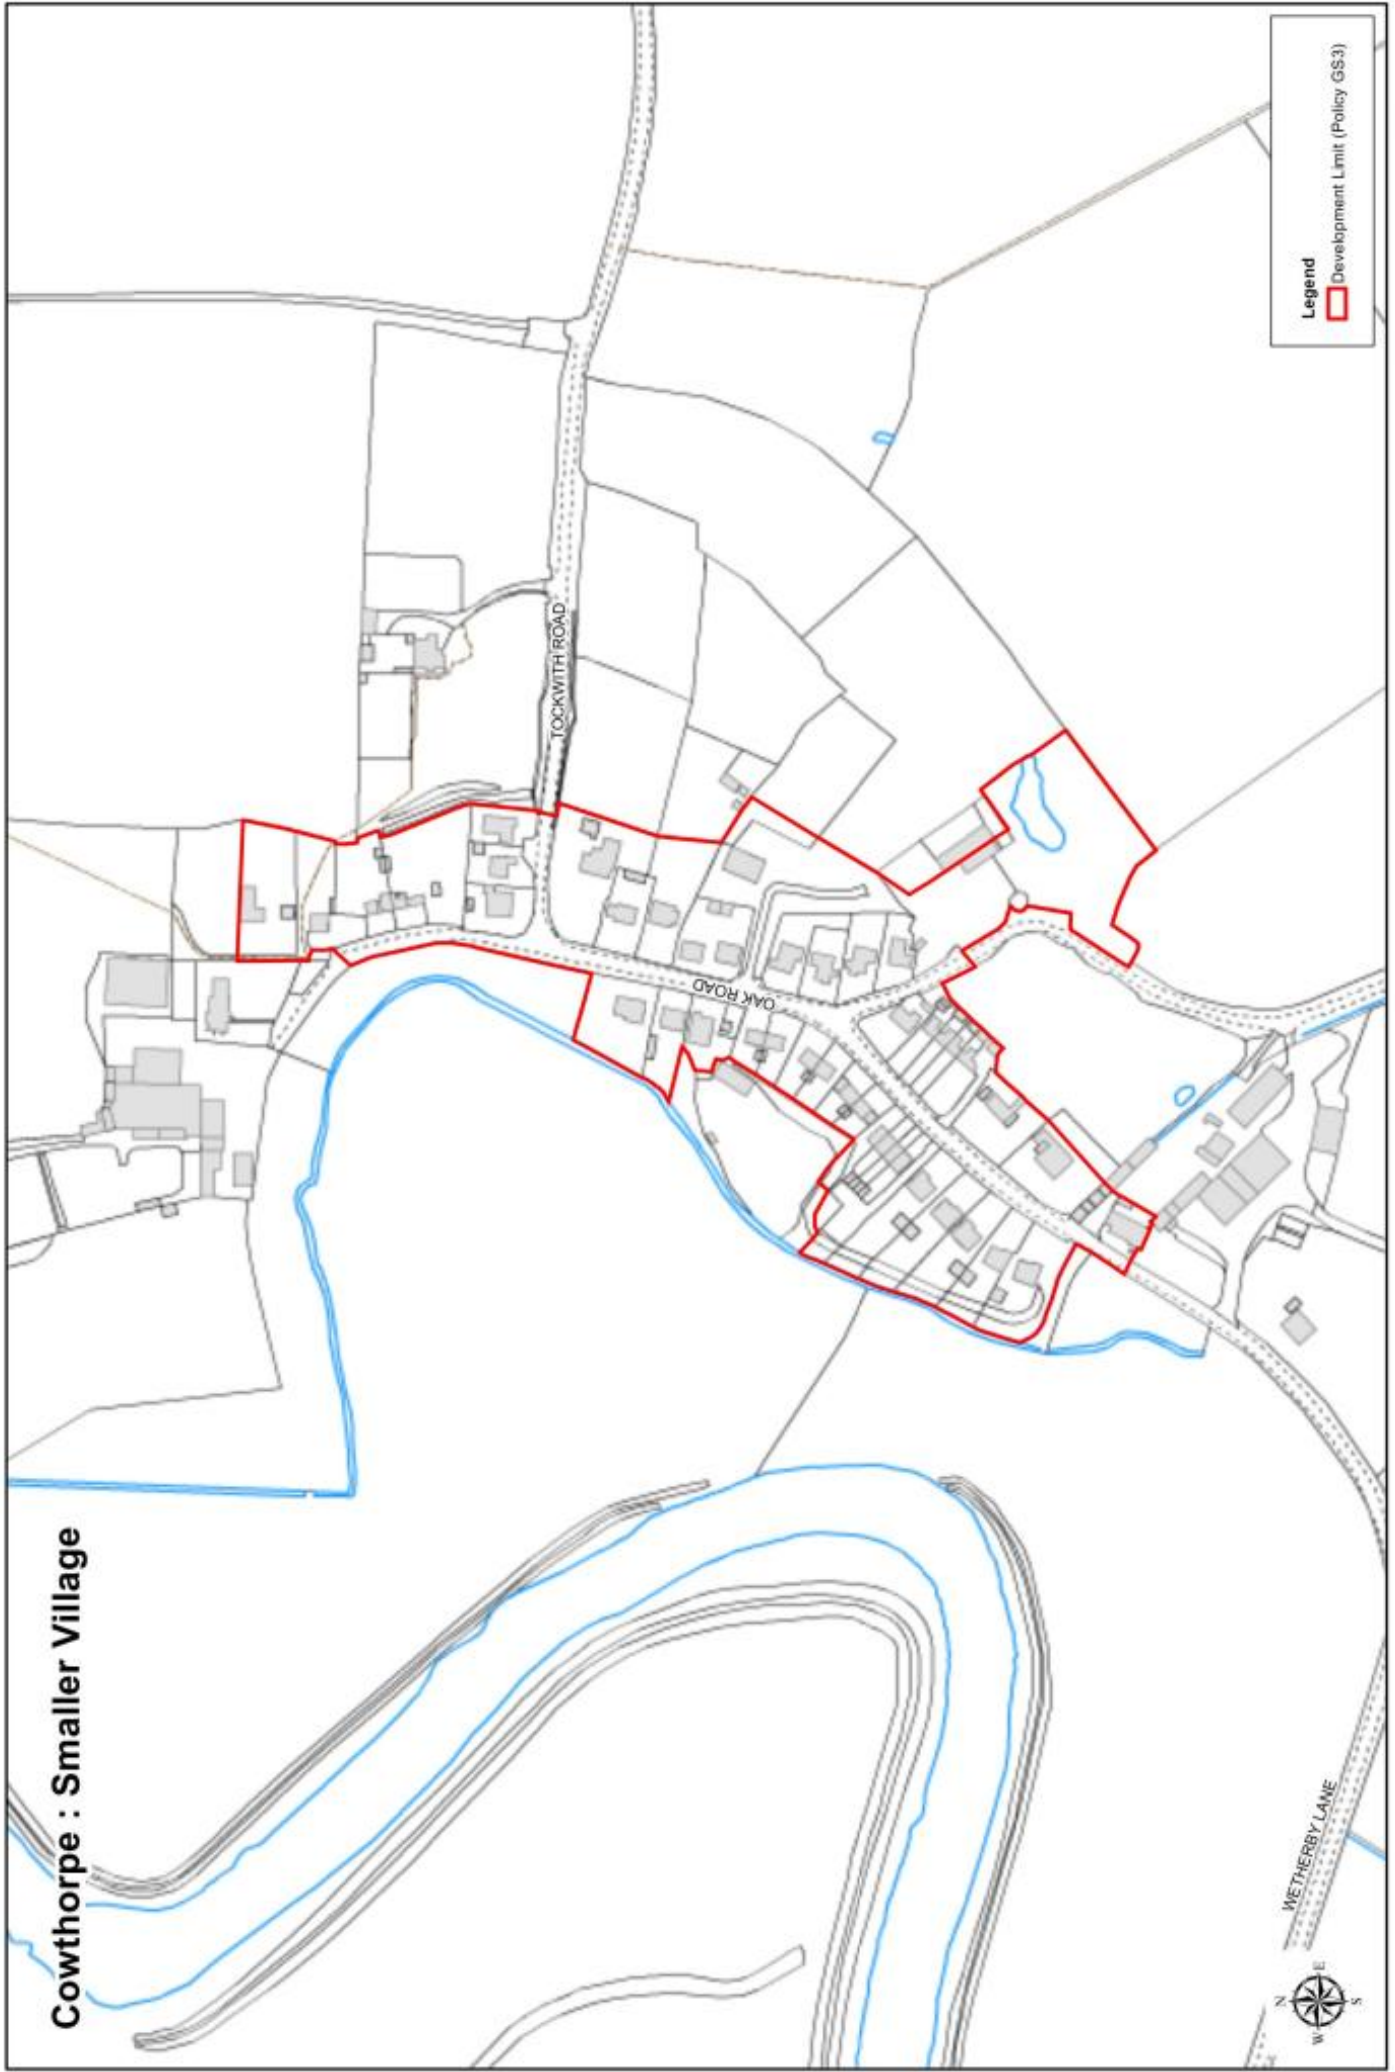 Cowthorpe : Smaller Village
TOCKWITH ROAD
OAK ROAD
WETHERBY LANE
N
W
E
S
Legend
Development Limit (Policy GS3)